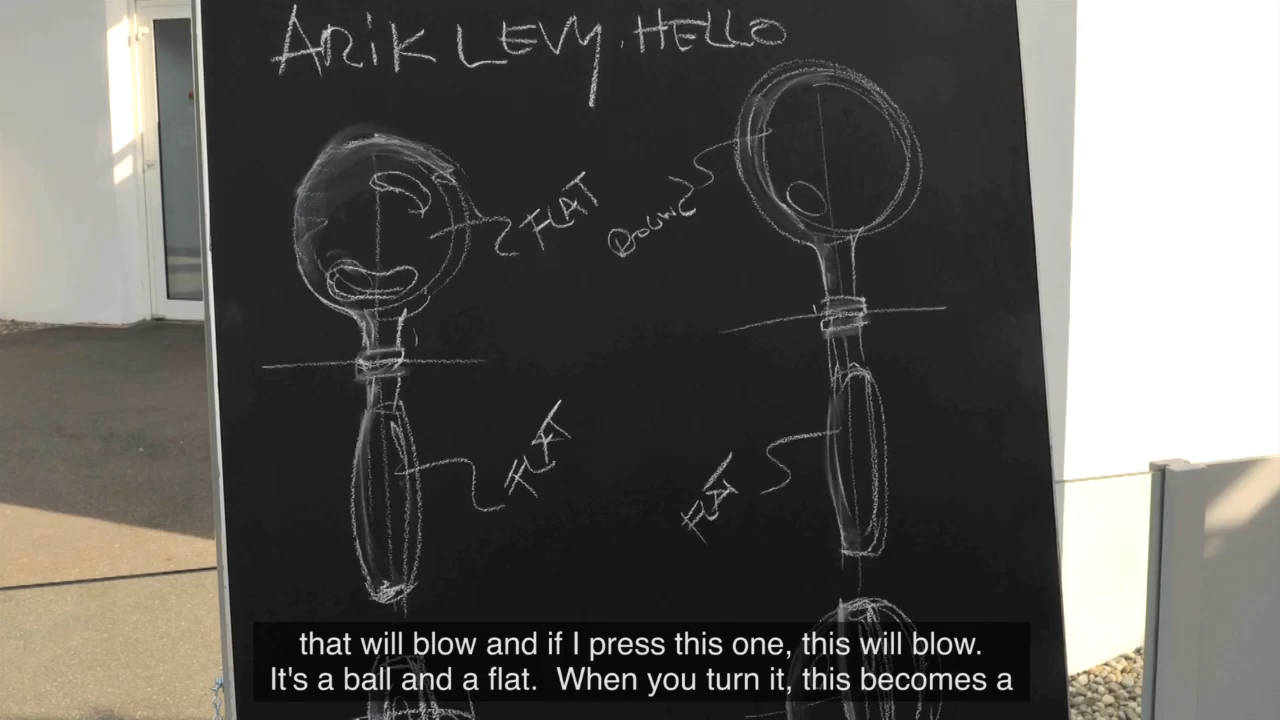 ARIK LEVY. HELLO
FLAT
FLAT
FLAT
that will blow and if I press this one, this will blow.
It's a ball and a flat.  When you turn it, this becomes a